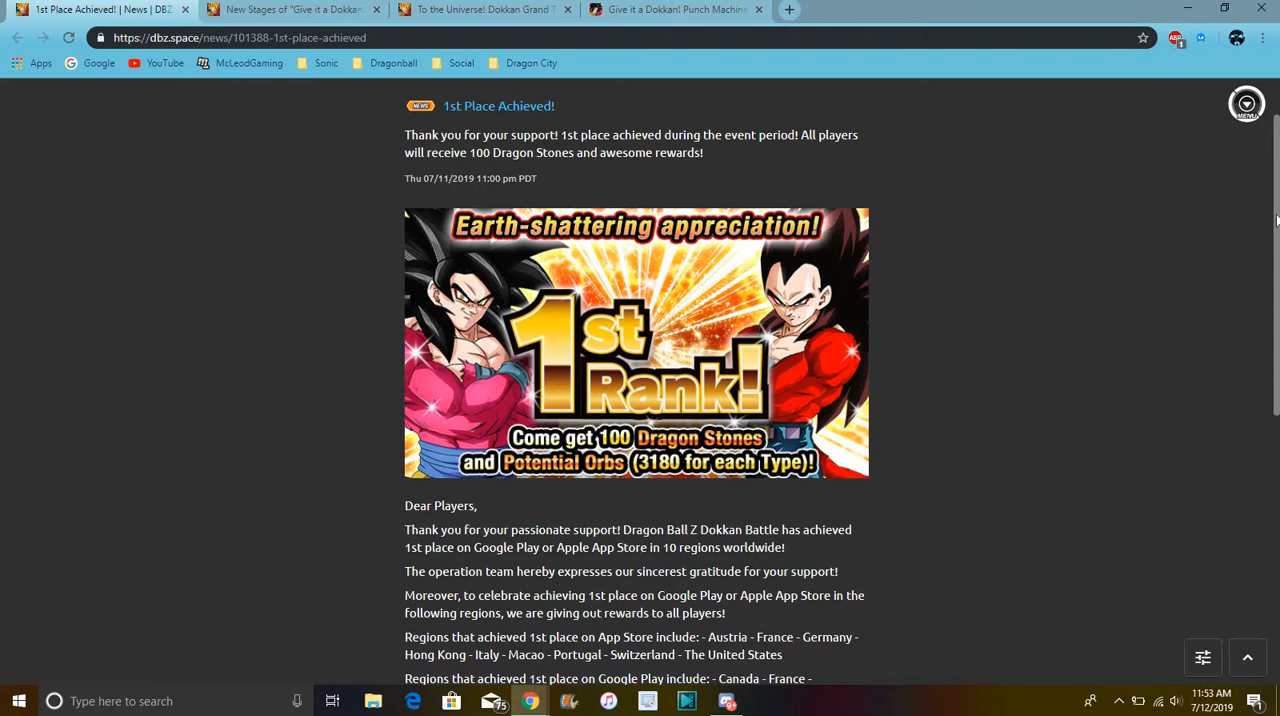 1st Place Achieved! | News | DBZ
New Stages of "Give it a Dokkan
To the Universe! Dokkan Grand T
Give it a Dokkan! Punch Machine
https://dbz.space/news/101388-1st-place-achieved
ABP
1
Apps
Google
YouTube
McLeodGaming
Sonic
Dragonball
Social
Dragon City
NEWS
1st Place Achieved!
MENU
Thank you for your support! 1st place achieved during the event period! All players
will receive 100 Dragon Stones and awesome rewards!
Thu 07/11/2019 11:00 pm PDT
Earth-shattering appreciation!
1st
Rank!
Come get 100 Dragon Stones
and Potential Orbs (3180 for each Type)!
Dear Players,
Thank you for your passionate support! Dragon Ball Z Dokkan Battle has achieved
1st place on Google Play or Apple App Store in 10 regions worldwide!
The operation team hereby expresses our sincerest gratitude for your support!
Moreover, to celebrate achieving 1st place on Google Play or Apple App Store in the
following regions, we are giving out rewards to all players!
Regions that achieved 1st place on App Store include: - Austria - France - Germany -
Hong Kong - Italy - Macao - Portugal - Switzerland - The United States
Regions that achieved 1st place on Google Play include: - Canada - France -
Type here to search
75
9+
11:53 AM
7/12/2019
1